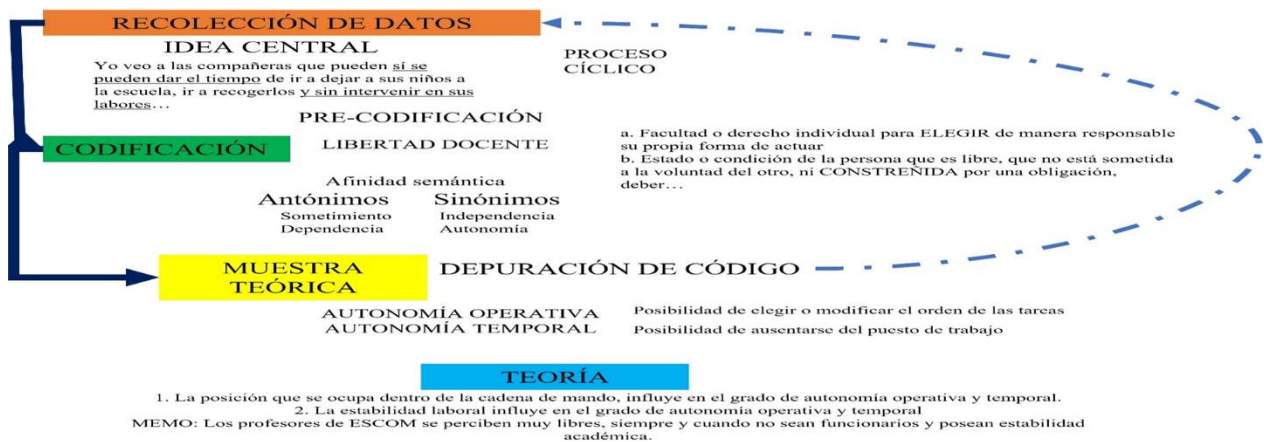 RECOLECCIÓN DE DATOS
IDEA CENTRAL
Yo veo a las compañeras que pueden sí se
pueden dar el tiempo de ir a dejar a sus niños a
la escuela, ir a recogerlos y sin intervenir en sus
labores…
PROCESO
CÍCLICO
PRE-CODIFICACIÓN
CODIFICACIÓN
LIBERTAD DOCENTE
a. Facultad o derecho individual para ELEGIR de manera responsable
su propia forma de actuar
b. Estado o condición de la persona que es libre, que no está sometida
a la voluntad del otro, ni CONSTREÑIDA por una obligación,
deber…
Afinidad semántica
Antónimos
Sometimiento
Dependencia
Sinónimos
Independencia
Autonomía
MUESTRA
TEÓRICA
DEPURACIÓN DE CÓDIGO
AUTONOMÍA OPERATIVA
Posibilidad de elegir o modificar el orden de las tareas
AUTONOMÍA TEMPORAL
Posibilidad de ausentarse del puesto de trabajo
TEORÍA
1. La posición que se ocupa dentro de la cadena de mando, influye en el grado de autonomía operativa y temporal.
2. La estabilidad laboral influye en el grado de autonomía operativa y temporal
MEMO: Los profesores de ESCOM se perciben muy libres, siempre y cuando no sean funcionarios y posean estabilidad
académica.